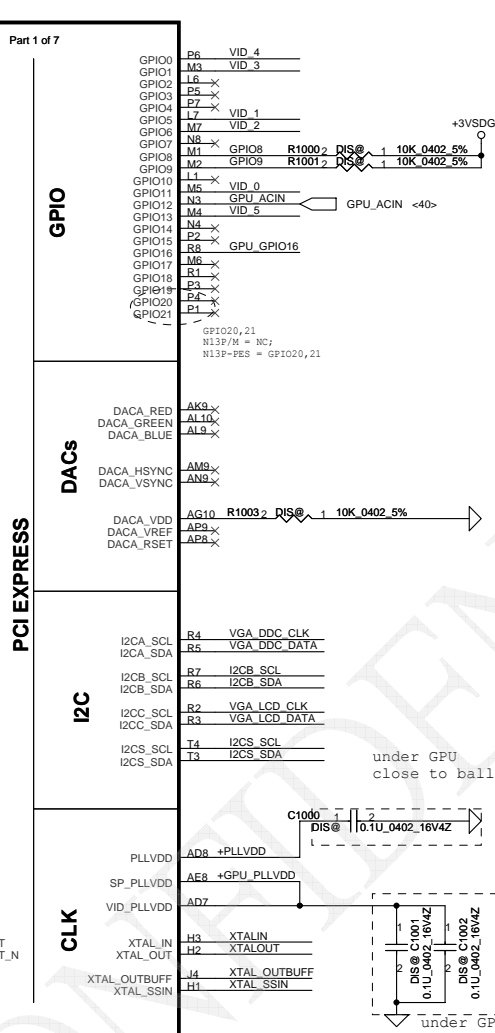 Part 1 of 7
PCI EXPRESS
GPIO
GPIO0 P6 VID_4
GPIO1 M3 VID_3
GPIO2 L6
GPIO3 P5
GPIO4 P7
GPIO5 L7 VID_1
GPIO6 M7 VID_2
GPIO7 N8
GPIO8 M1 GPIO8 R1000 2 DIS@ 1 10K_0402_5% +3VSDG
GPIO9 M2 GPIO9 R1001 2 DIS@ 1 10K_0402_5%
GPIO10 L1
GPIO11 M5 VID_0
GPIO12 N3 GPU_ACIN GPU_ACIN <40>
GPIO13 M4 VID_5
GPIO14 N4
GPIO15 P2
GPIO16 R8 GPU_GPIO16
GPIO17 M6
GPIO18 R1
GPIO19 P3
GPIO20 P4
GPIO21 P1
GPIO20,21
N13P/M = NC;
N13P-PES = GPIO20,21
DACs
DACA_RED AK9
DACA_GREEN AL10
DACA_BLUE AL9
DACA_HSYNC AM9
DACA_VSYNC AN9
DACA_VDD AG10 R1003 2 DIS@ 1 10K_0402_5%
DACA_VREF AP9
DACA_RSET AP8
I2C
I2CA_SCL R4 VGA_DDC_CLK
I2CA_SDA R5 VGA_DDC_DATA
I2CB_SCL R7 I2CB_SCL
I2CB_SDA R6 I2CB_SDA
I2CC_SCL R2 VGA_LCD_CLK
I2CC_SDA R3 VGA_LCD_DATA
I2CS_SCL T4 I2CS_SCL
I2CS_SDA T3 I2CS_SDA
under GPU
close to ball
C1000 1 2
DIS@ 0.1U_0402_16V4Z
CLK
PLLVDD AD8 +PLLVDD
SP_PLLVDD AE8 +GPU_PLLVDD
VID_PLLVDD AD7
XTAL_IN H3 XTALIN
XTAL_OUT H2 XTALOUT
XTAL_OUTBUFF J4 XTAL_OUTBUFF
XTAL_SSIN H1 XTAL_SSIN
T
T_N
1 2 DIS@ C1001
0.1U_0402_16V4Z
1 2 DIS@ C1002
0.1U_0402_16V4Z
under GP